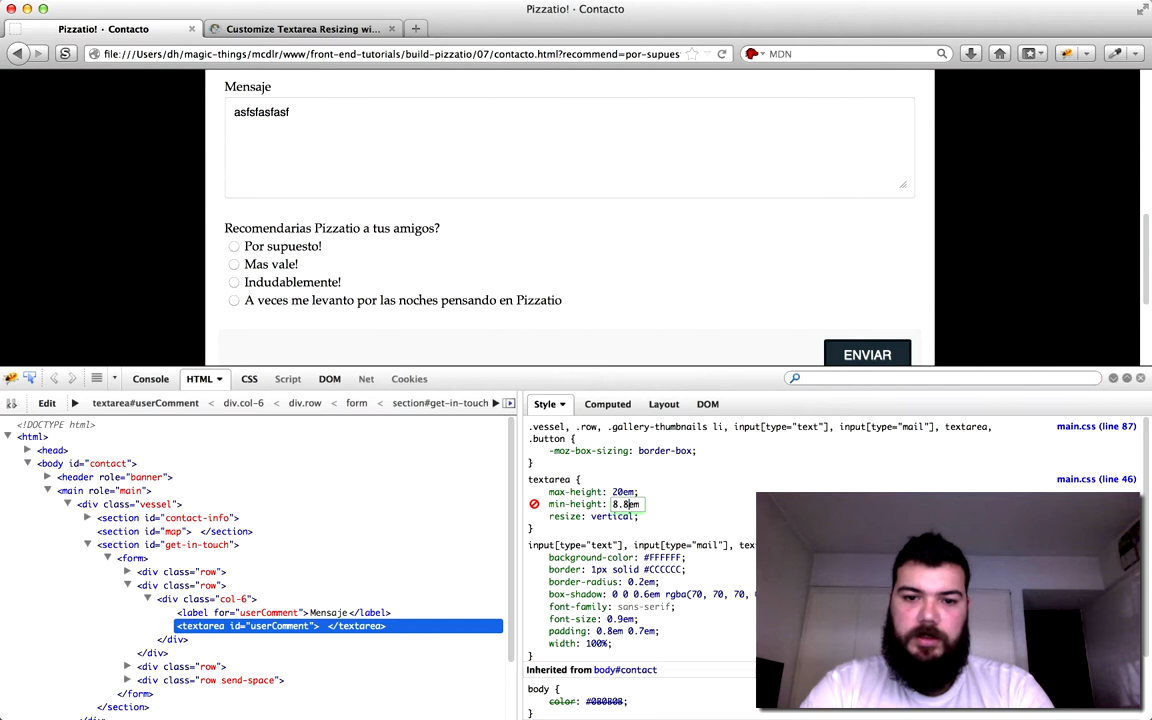 Pizzatio! · Contacto
Pizzatio! · Contacto
Customize Textarea Resizing wi...
file:///Users/dh/magic-things/mcdlr/www/front-end-tutorials/build-pizzatio/07/contacto.html?recommend=por-supues
MDN
Mensaje
asfsfasfasf
Recomendarias Pizzatio a tus amigos?
Por supuesto!
Mas vale!
Indudablemente!
A veces me levanto por las noches pensando en Pizzatio
ENVIAR
Console HTML CSS Script DOM Net Cookies
Edit textarea#userComment < div.col-6 < div.row < form < section#get-in-touch
<!DOCTYPE html>
<html>
<head>
<body id="contact">
<header role="banner">
<main role="main">
<div class="vessel">
<section id="contact-info">
<section id="map"> </section>
<section id="get-in-touch">
<form>
<div class="row">
<div class="row">
<div class="col-6">
<label for="userComment">Mensaje</label>
<textarea id="userComment"> </textarea>
</div>
</div>
<div class="row">
<div class="row send-space">
</form>
</section>
Style Computed Layout DOM
.vessel, .row, .gallery-thumbnails li, input[type="text"], input[type="mail"], textarea, main.css (line 87)
.button {
-moz-box-sizing: border-box;
}
textarea { main.css (line 46)
max-height: 20em;
min-height: 8.8em
resize: vertical;
}
input[type="text"], input[type="mail"], tex
background-color: #FFFFFF;
border: 1px solid #CCCCCC;
border-radius: 0.2em;
box-shadow: 0 0 0.6em rgba(70, 70, 70,
font-family: sans-serif;
font-size: 0.9em;
padding: 0.8em 0.7em;
width: 100%;
}
Inherited from body#contact
body {
color: #0B0B0B;
}